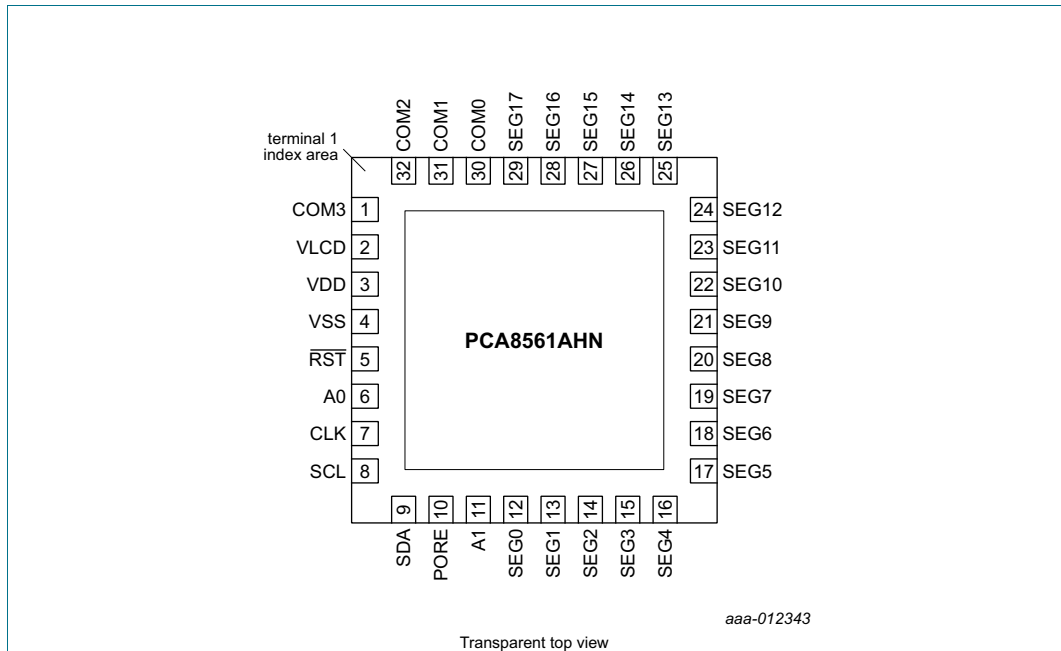 COM2
COM1
COM0
SEG17
SEG16
SEG15
SEG14
SEG13
terminal 1
index area
32
31
30
29
28
27
26
25
COM3 1
VLCD 2
VDD 3
VSS 4
R̅S̅T̅ 5
A0 6
CLK 7
SCL 8
PCA8561AHN
24 SEG12
23 SEG11
22 SEG10
21 SEG9
20 SEG8
19 SEG7
18 SEG6
17 SEG5
9
10
11
12
13
14
15
16
SDA
PORE
A1
SEG0
SEG1
SEG2
SEG3
SEG4
aaa-012343
Transparent top view